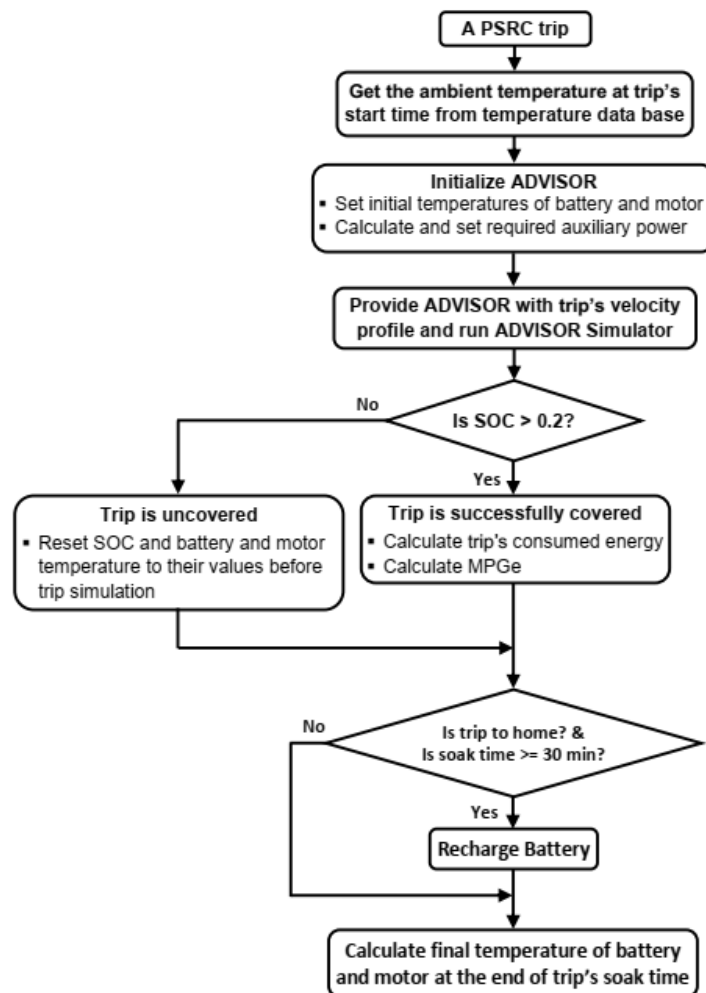 A PSRC trip
Get the ambient temperature at trip's
start time from temperature data
base
Initialize ADVISOR
▪ Set initial temperatures of battery and motor
▪ Calculate and set required auxiliary power
Provide ADVISOR with trip's velocity
profile and run ADVISOR Simulator
No
Is SOC > 0.2?
Yes
Trip is uncovered
▪ Reset SOC and battery and motor
temperature to their values before
trip simulation
Trip is successfully covered
▪ Calculate trip's consumed energy
▪ Calculate MPGe
No
Is trip to home? &
Is soak time >= 30 min?
Yes
Recharge Battery
Calculate final temperature of battery
and motor at the end of trip's soak time